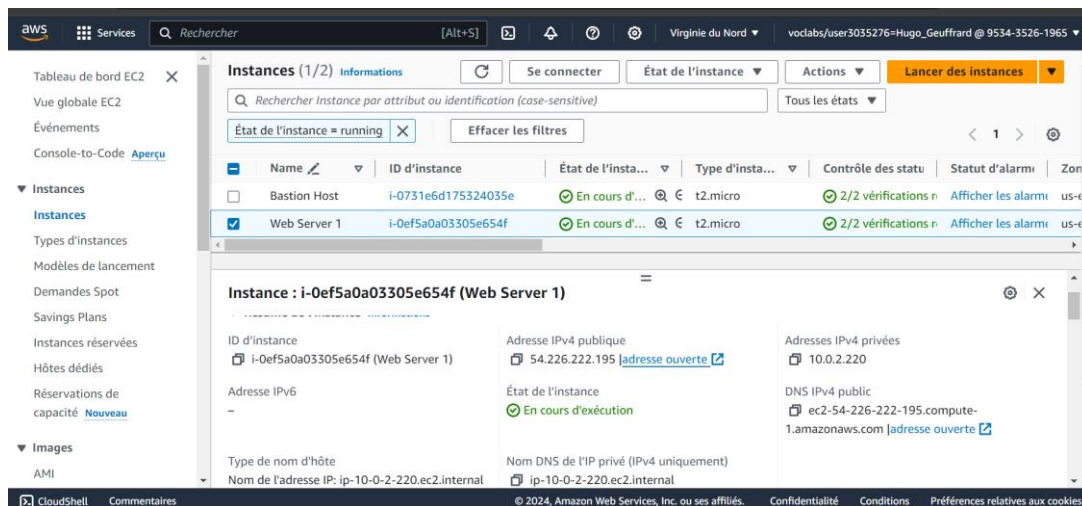 aws Services Rechercher [Alt+S] Virginie du Nord voclabs/user3035276=Hugo_Geuffrard @ 9534-3526-1965
Tableau de bord EC2
Vue globale EC2
Événements
Console-to-Code Aperçu
Instances
Instances
Types d'instances
Modèles de lancement
Demandes Spot
Savings Plans
Instances réservées
Hôtes dédiés
Réservations de
capacité Nouveau
Images
AMI
Instances (1/2) Informations Se connecter État de l'instance Actions Lancer des instances
Rechercher Instance par attribut ou identification (case-sensitive) Tous les états
État de l'instance = running Effacer les filtres 1
Name ID d'instance État de l'insta... Type d'insta... Contrôle des statu Statut d'alarme Zon
Bastion Host i-0731e6d175324035e En cours d'... t2.micro 2/2 vérifications r Afficher les alarme us-e
Web Server 1 i-0ef5a0a03305e654f En cours d'... t2.micro 2/2 vérifications r Afficher les alarme us-e
Instance : i-0ef5a0a03305e654f (Web Server 1)
ID d'instance Adresse IPv4 publique Adresses IPv4 privées
i-0ef5a0a03305e654f (Web Server 1) 54.226.222.195 |adresse ouverte 10.0.2.220
Adresse IPv6 État de l'instance DNS IPv4 public
– En cours d'exécution ec2-54-226-222-195.compute-
1.amazonaws.com |adresse ouverte
Type de nom d'hôte Nom DNS de l'IP privé (IPv4 uniquement)
Nom de l'adresse IP: ip-10-0-2-220.ec2.internal ip-10-0-2-220.ec2.internal
CloudShell Commentaires © 2024, Amazon Web Services, Inc. ou ses affiliés. Confidentialité Conditions Préférences relatives aux cookies